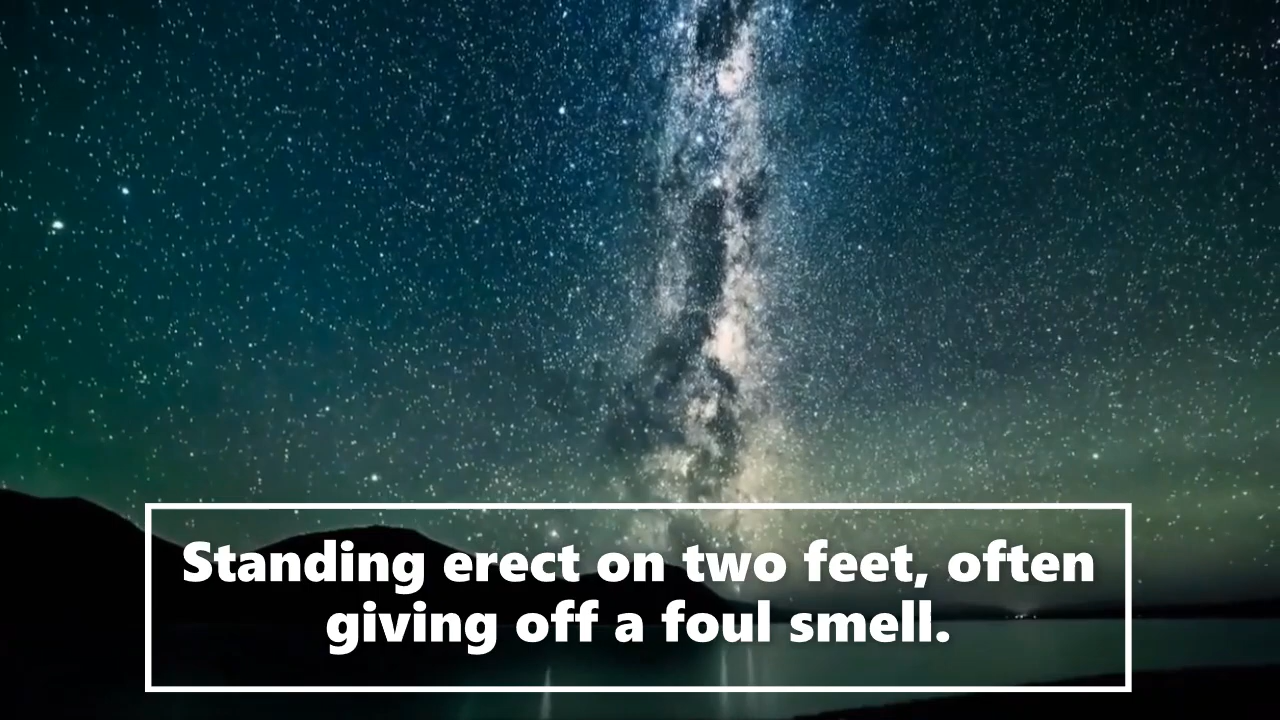 Standing erect on two feet, often
giving off a foul smell.